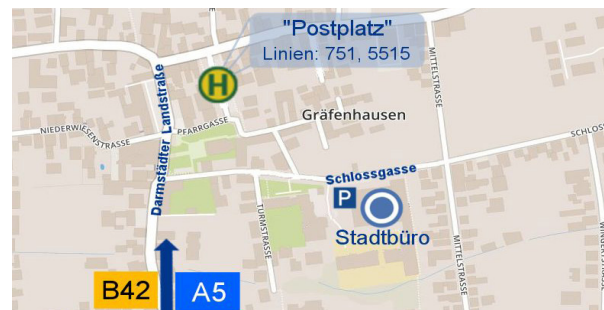 "Postplatz"
Linien: 751, 5515
H
MITTELSTRASSE
Darmstädter Landstraße
NIEDERWIESENSTRASSE
PFARRGASSE
Gräfenhausen
Schlossgasse
SCHLOSS
P
Stadtbüro
TURMSTRASSE
MITTELSTRASSE
B42
A5